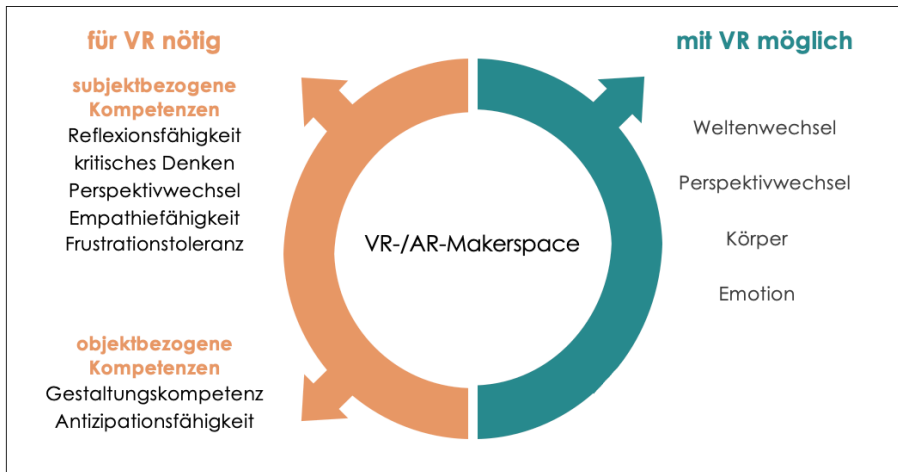 für VR nötig
subjektbezogene
Kompetenzen
Reflexionsfähigkeit
kritisches Denken
Perspektivwechsel
Empathiefähigkeit
Frustrationstoleranz
objektbezogene
Kompetenzen
Gestaltungskompetenz
Antizipationsfähigkeit
VR-/AR-Makerspace
mit VR möglich
Weltenwechsel
Perspektivwechsel
Körper
Emotion